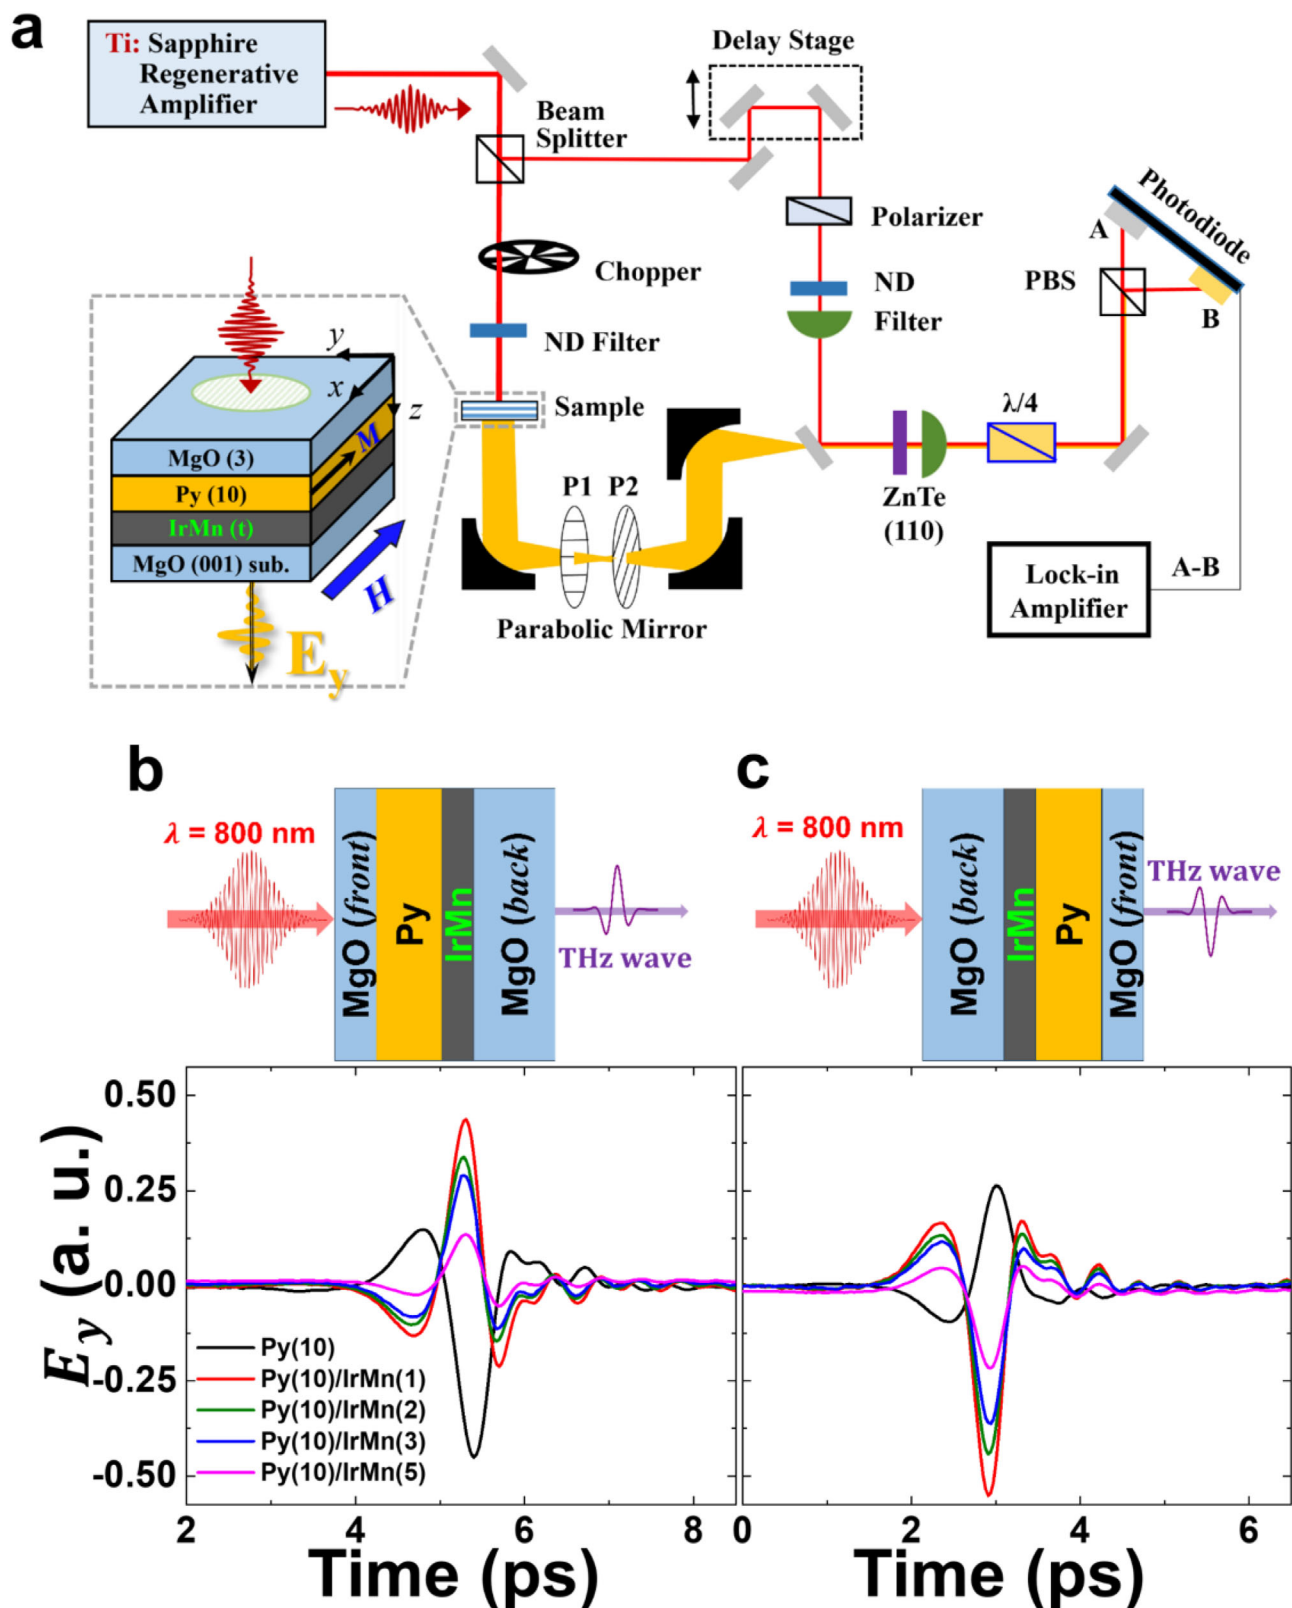 a
Ti: Sapphire
Regenerative
Amplifier
Delay Stage
Beam
Splitter
Polarizer
Photodiode
A
PBS
B
Chopper
ND
Filter
ND Filter
y
x
z
M
MgO (3)
Py (10)
IrMn (t)
MgO (001) sub.
H
E y
Sample
P1 P2
Parabolic Mirror
λ/4
ZnTe
(110)
Lock-in
Amplifier
A-B
b
λ = 800 nm
MgO (front)
Py
IrMn
MgO (back)
THz wave
c
λ = 800 nm
MgO (back)
IrMn
Py
MgO (front)
THz wave
E y (a. u.)
0.50
0.25
0.00
-0.25
-0.50
Py(10)
Py(10)/IrMn(1)
Py(10)/IrMn(2)
Py(10)/IrMn(3)
Py(10)/IrMn(5)
2 4 6 8
Time (ps)
0 2 4 6
Time (ps)